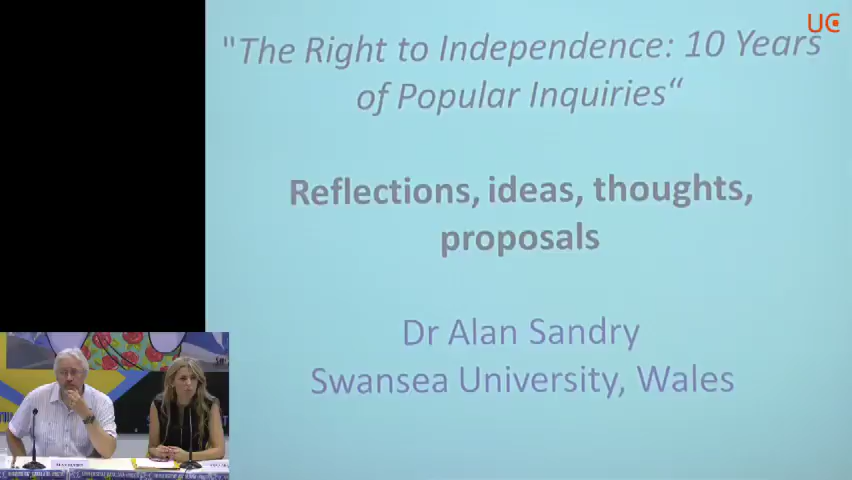 UC
"The Right to Independence: 10 Years
of Popular Inquiries“
Reflections, ideas, thoughts,
proposals
Dr Alan Sandry
Swansea University, Wales